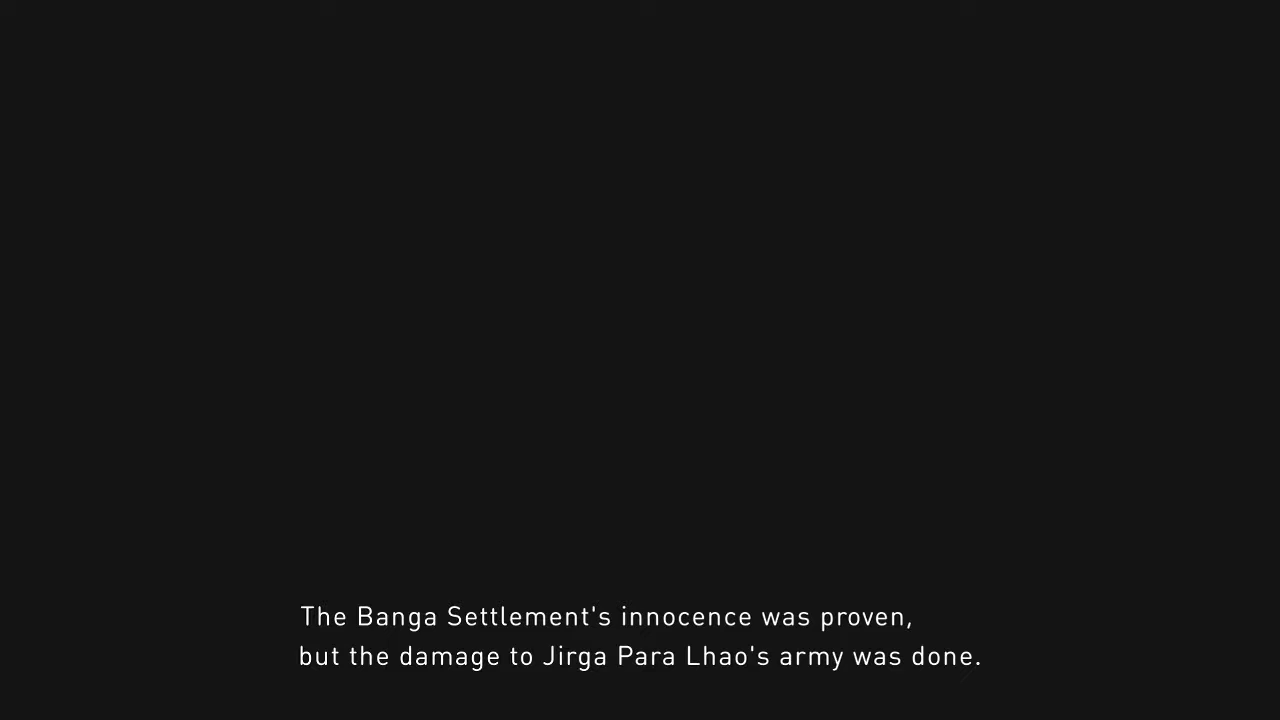 The Banga Settlement's innocence was proven,
but the damage to Jirga Para Lhao's army was done.